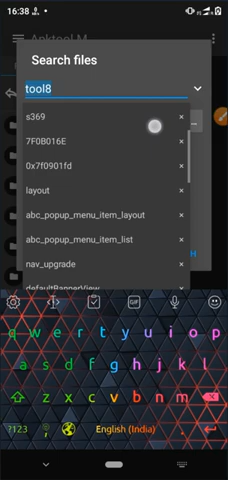 16:38
Apktool M
Search files
tool8
s369
7F0B016E
0x7f0901fd
layout
abc_popup_menu_item_layout
abc_popup_menu_item_list
nav_upgrade
defaultBannerView
GIF
q w e r t y u i o p
a s d f g h j k l
z x c v b n m
?123
English (India)